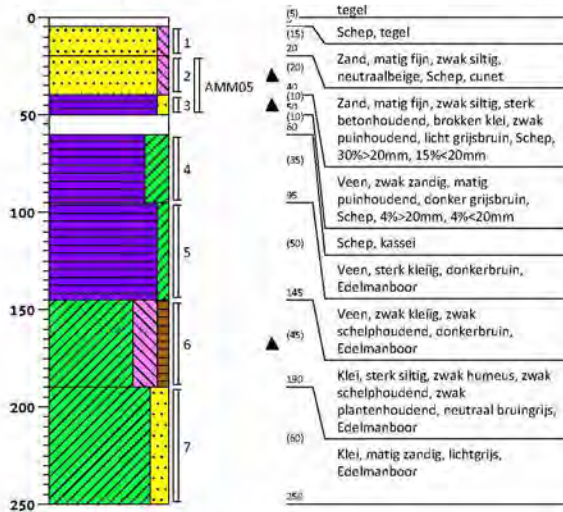 0
50
100
150
200
250
1
2
3
4
5
6
7
AMM05
(5)
(15)
20
(20)
40
(10)
50
(10)
60
(35)
95
(50)
145
(45)
190
(60)
250
tegel
Schep, tegel
Zand, matig fijn, zwak siltig,
neutraalbeige, Schep, cunet
Zand, matig fijn, zwak siltig, sterk
betonhoudend, brokken klei, zwak
puinhoudend, licht grijsbruin, Schep,
30%>20mm, 15%<20mm
Veen, zwak zandig, matig
puinhoudend, donker grijsbruin,
Schep, 4%>20mm, 4%<20mm
Schep, kassei
Veen, sterk kleiïg, donkerbruin,
Edelmanboor
Veen, zwak kleiïg, zwak
schelphoudend, donkerbruin,
Edelmanboor
Klei, sterk siltig, zwak humeus, zwak
schelphoudend, zwak
plantenhoudend, neutraal bruingrijs,
Edelmanboor
Klei, matig zandig, lichtgrijs,
Edelmanboor